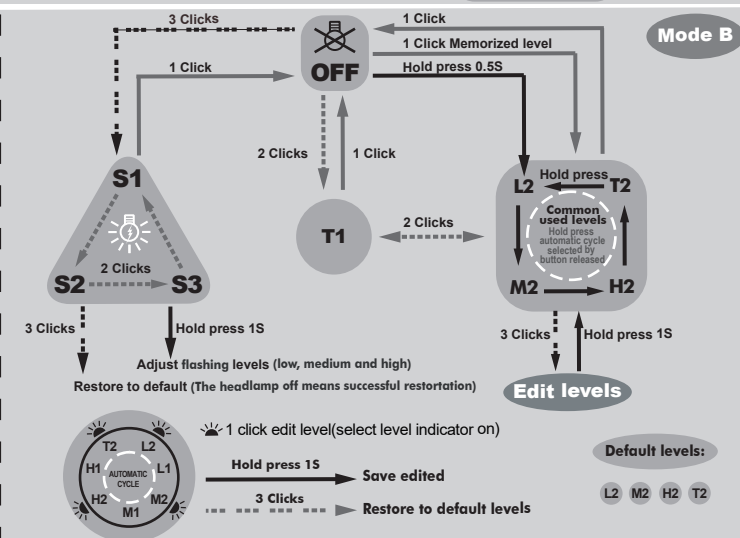 3 Clicks
1 Click
1 Click Memorized level
Mode B
OFF
1 Click
Hold press 0.5S
2 Clicks
1 Click
S1
L2
Hold press
T2
Common
used levels
Hold press
automatic cycle
selected by
button released
T1
2 Clicks
2 Clicks
S2
S3
M2
H2
3 Clicks
Hold press 1S
3 Clicks
Hold press 1S
Adjust flashing levels (low, medium and high)
Restore to default (The headlamp off means successful restortation)
Edit levels
1 click edit level(select level indicator on)
T2
L2
H1
AUTOMATIC
CYCLE
L1
H2
M2
M1
Hold press 1S
Save edited
3 Clicks
Restore to default levels
Default levels:
L2 M2 H2 T2